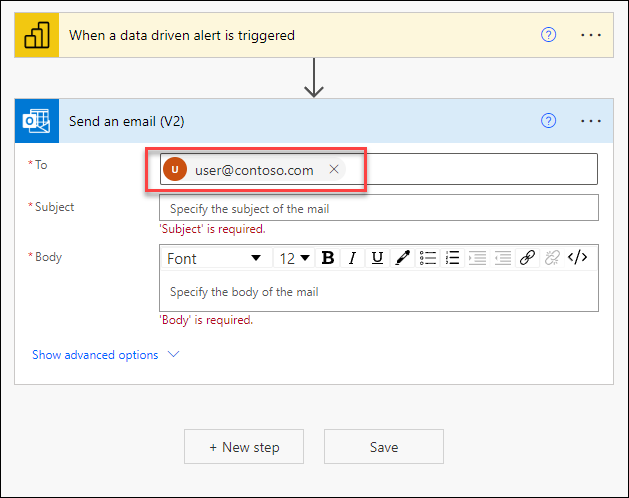 When a data driven alert is triggered
?
Send an email (V2)
?
* To
U user@contoso.com
* Subject
Specify the subject of the mail
'Subject' is required.
* Body
Font 12 B I U </>
Specify the body of the mail
'Body' is required.
Show advanced options
+ New step Save